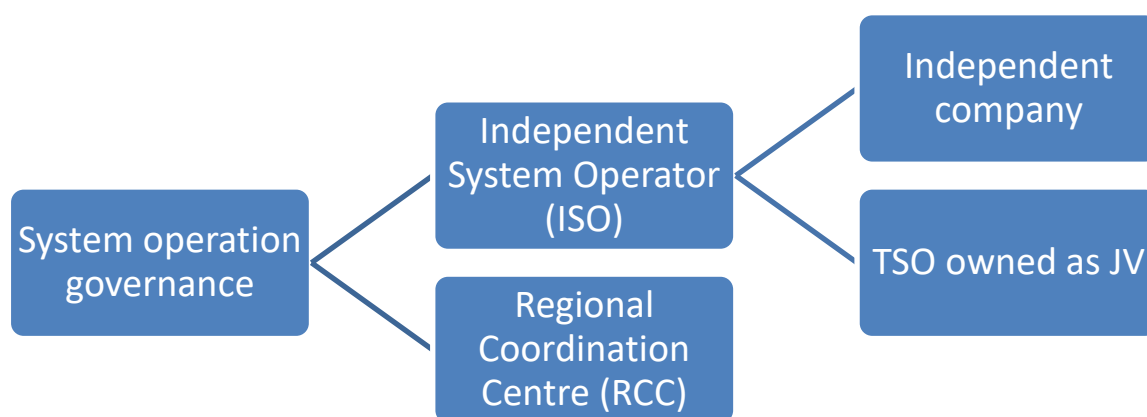 System operation
governance
Independent
System Operator
(ISO)
Regional
Coordination
Centre (RCC)
Independent
company
TSO owned as JV